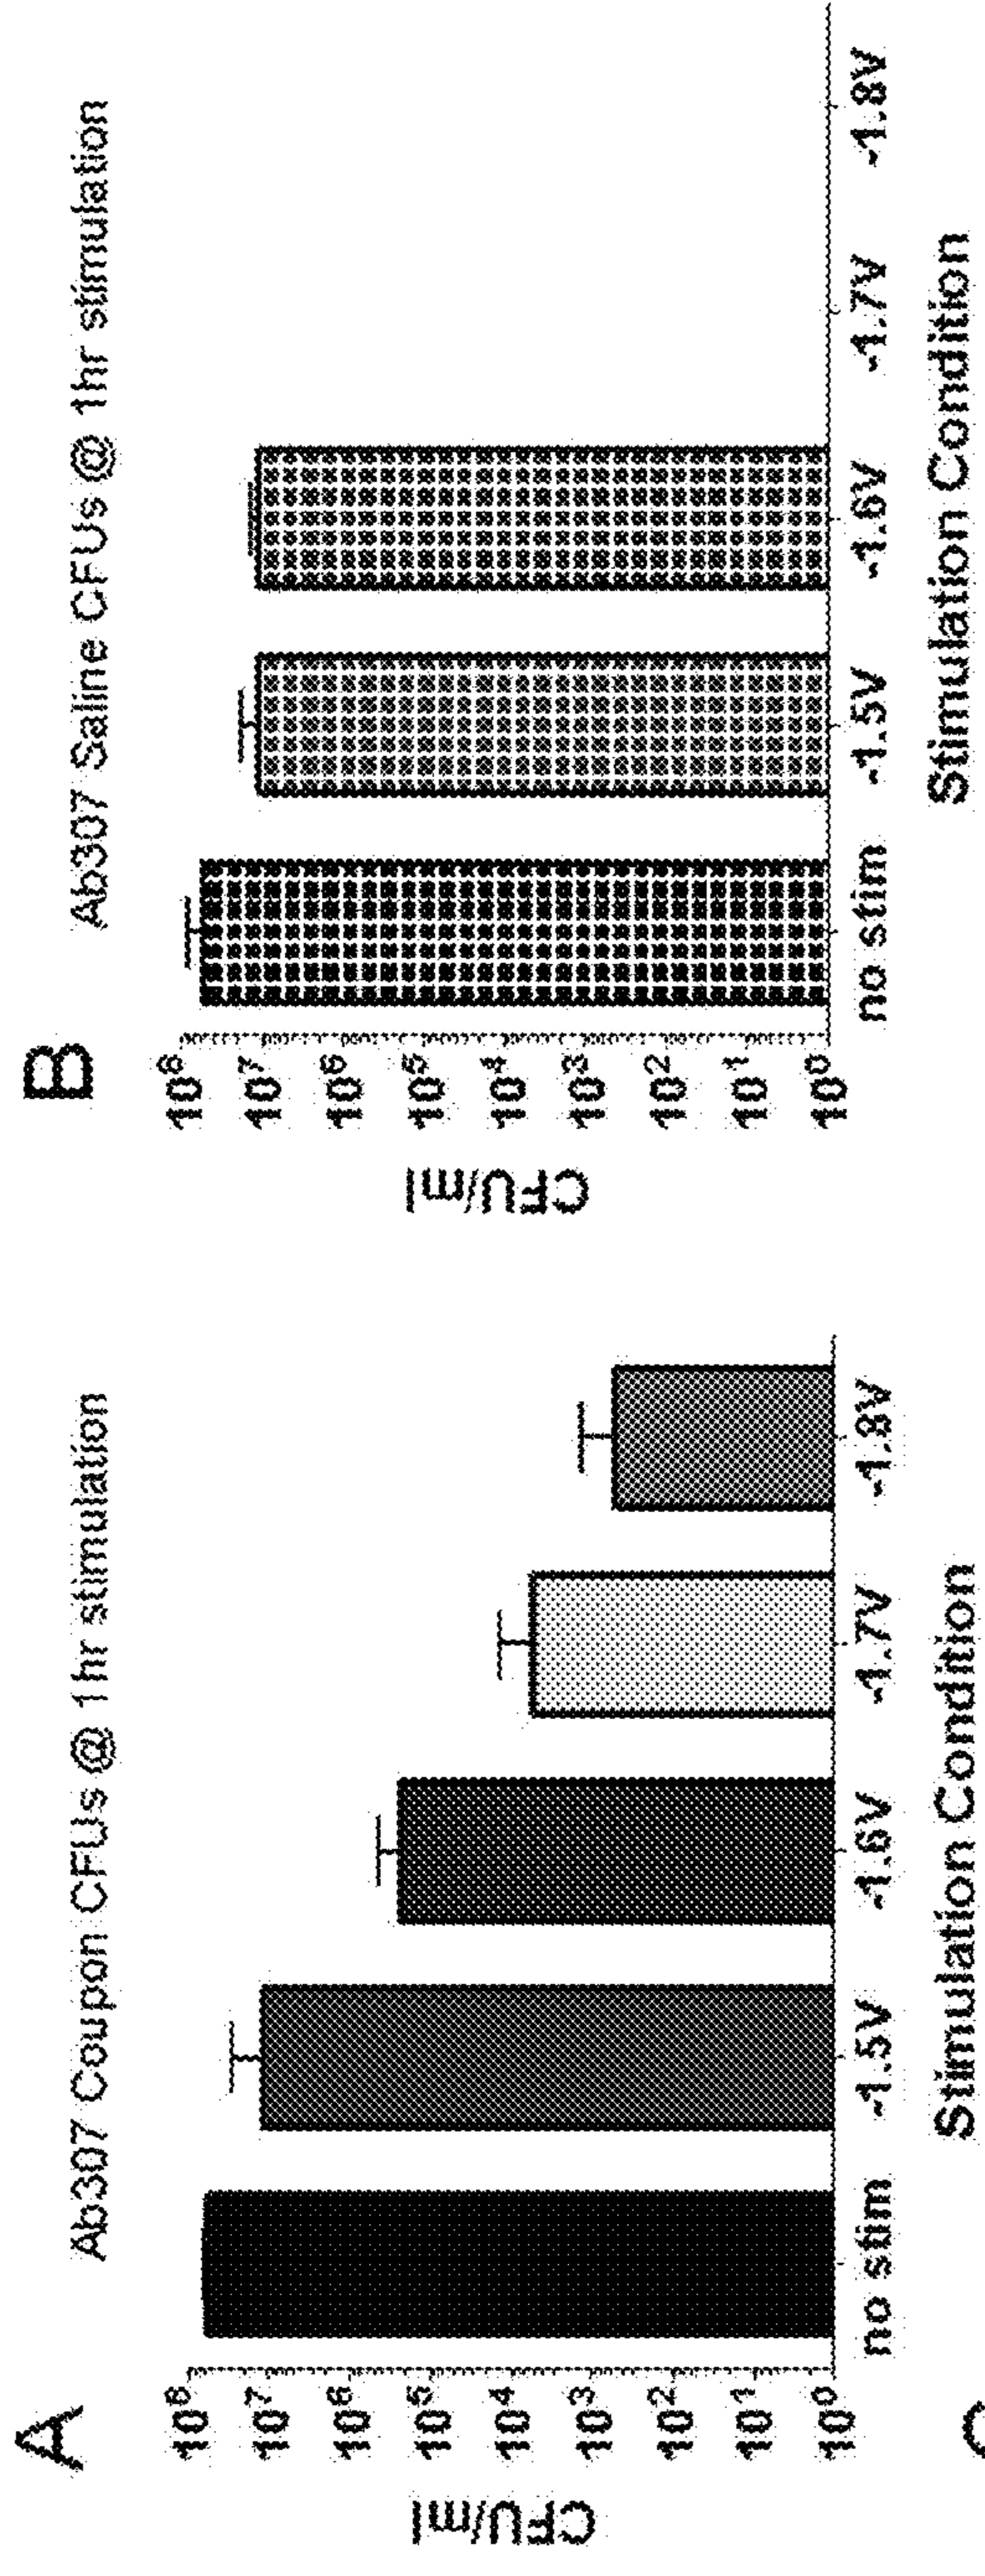 A
Ab307 Coupon CFUs @ 1hr stimulation
CFU/ml
10^8
10^7
10^6
10^5
10^4
10^3
10^2
10^1
10^0
no stim -1.5V -1.6V -1.7V -1.8V
Stimulation Condition
B
Ab307 Saline CFUs @ 1hr stimulation
CFU/ml
10^8
10^7
10^6
10^5
10^4
10^3
10^2
10^1
10^0
no stim -1.5V -1.6V -1.7V -1.8V
Stimulation Condition